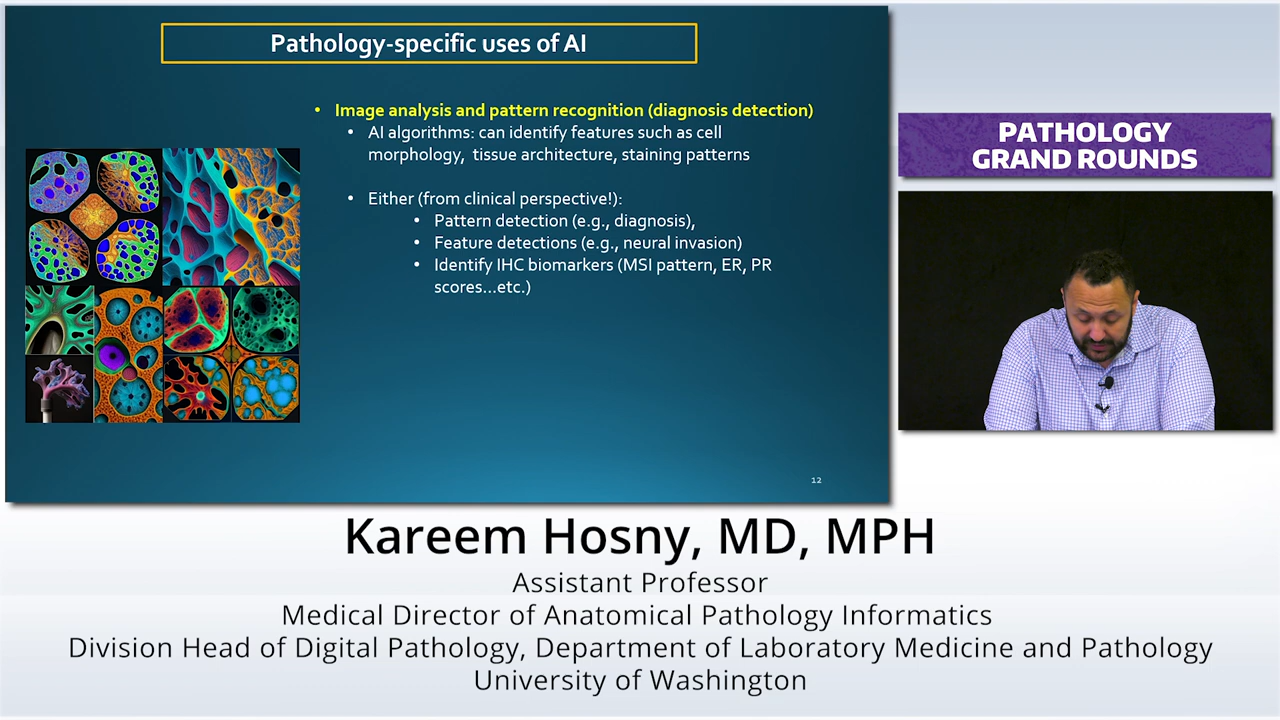 Pathology-specific uses of AI
• Image analysis and pattern recognition (diagnosis detection)
• AI algorithms: can identify features such as cell
morphology, tissue architecture, staining patterns
• Either (from clinical perspective!):
• Pattern detection (e.g., diagnosis),
• Feature detections (e.g., neural invasion)
• Identify IHC biomarkers (MSI pattern, ER, PR
scores...etc.)
12
PATHOLOGY
GRAND ROUNDS
Kareem Hosny, MD, MPH
Assistant Professor
Medical Director of Anatomical Pathology Informatics
Division Head of Digital Pathology, Department of Laboratory Medicine and Pathology
University of Washington